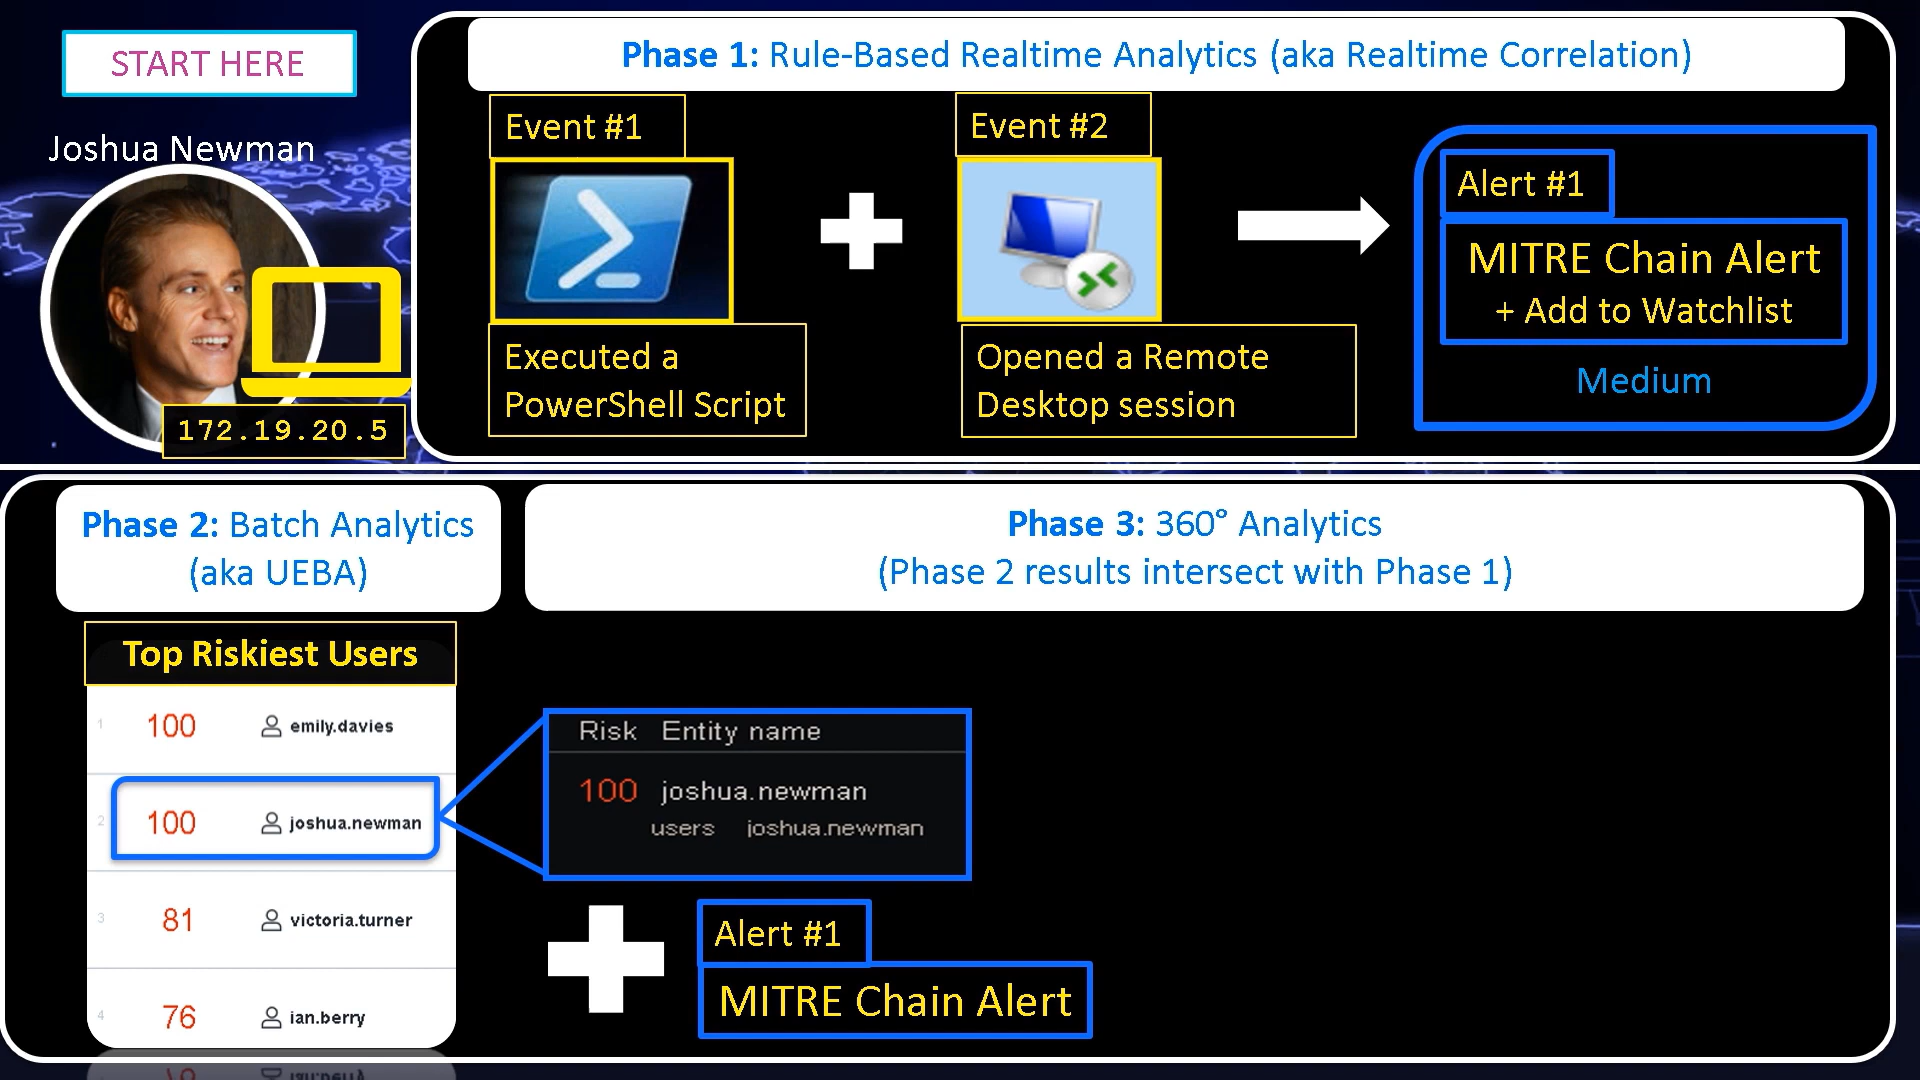 START HERE
Joshua Newman
172.19.20.5
Phase 1: Rule-Based Realtime Analytics (aka Realtime Correlation)
Event #1
Executed a
PowerShell Script
Event #2
Opened a Remote
Desktop session
Alert #1
MITRE Chain Alert
+ Add to Watchlist
Medium
Phase 2: Batch Analytics
(aka UEBA)
Top Riskiest Users
1 100 emily.davies
2 100 joshua.newman
3 81 victoria.turner
4 76 ian.berry
Phase 3: 360° Analytics
(Phase 2 results intersect with Phase 1)
Risk Entity name
100 joshua.newman
users joshua.newman
Alert #1
MITRE Chain Alert